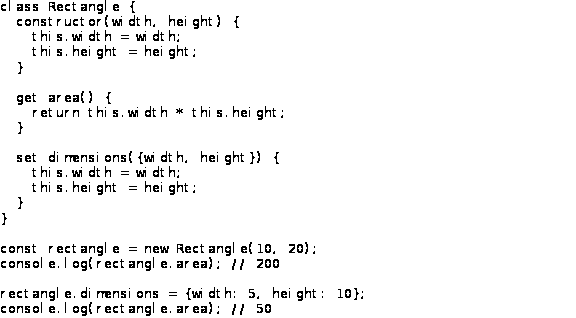 class Rectangle {
  constructor(width, height) {
    this.width = width;
    this.height = height;
  }

  get area() {
    return this.width * this.height;
  }

  set dimensions({width, height}) {
    this.width = width;
    this.height = height;
  }
}

const rectangle = new Rectangle(10, 20);
console.log(rectangle.area); // 200

rectangle.dimensions = {width: 5, height: 10};
console.log(rectangle.area); // 50